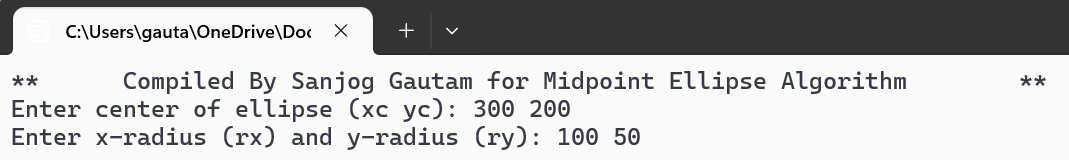 C:\Users\gauta\OneDrive\Doc
** Compiled By Sanjog Gautam for Midpoint Ellipse Algorithm **
Enter center of ellipse (xc yc): 300 200
Enter x-radius (rx) and y-radius (ry): 100 50